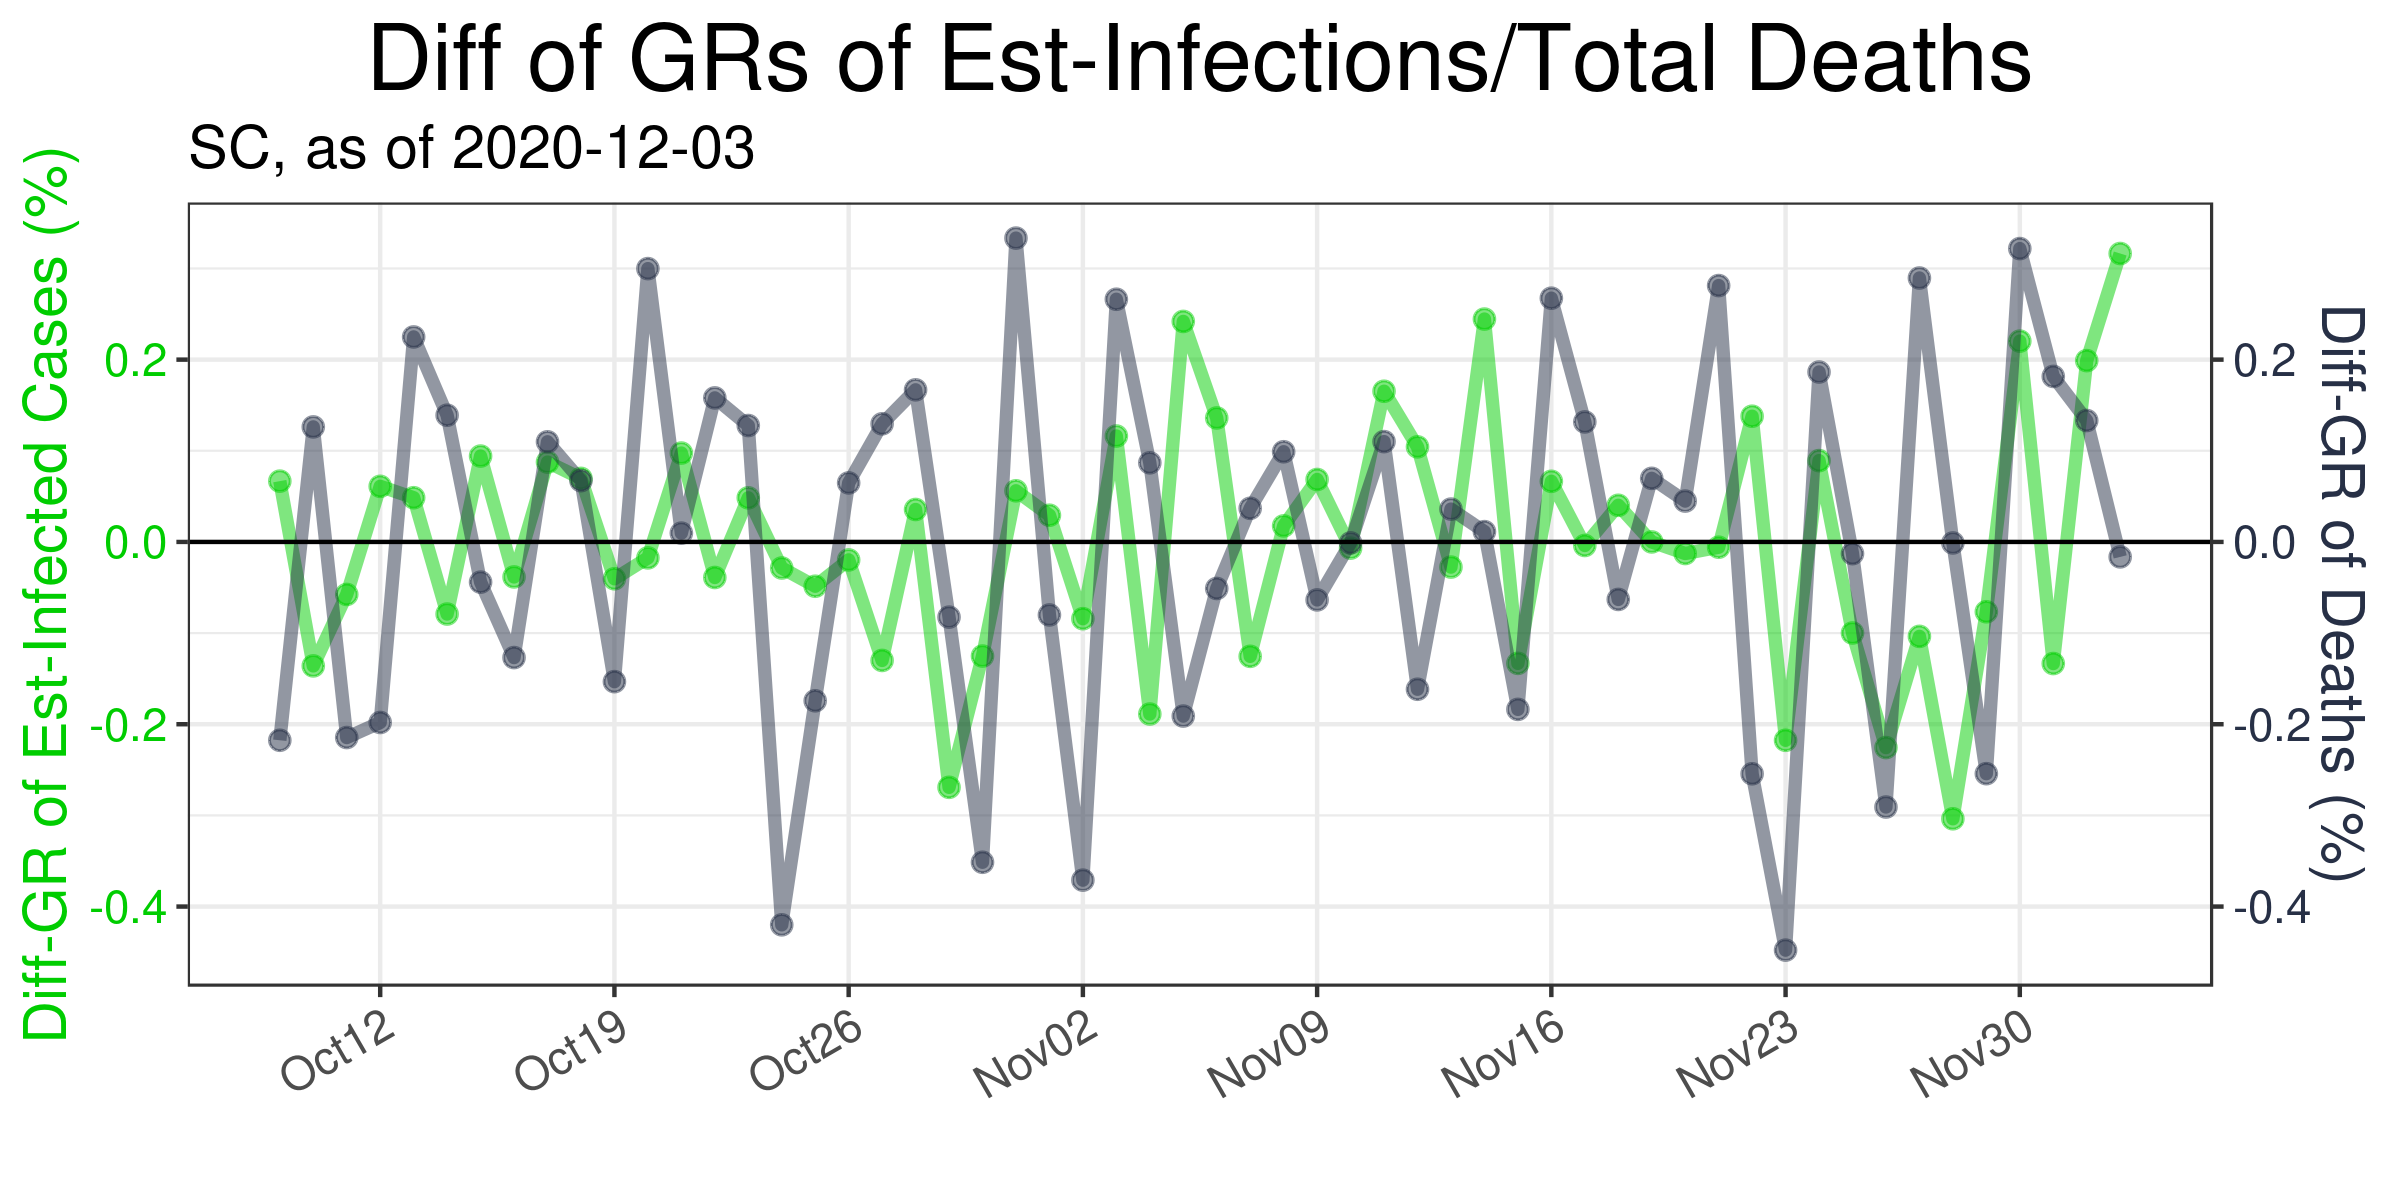 Diff of GRs of Est-Infections/Total Deaths
SC, as of 2020-12-03
Diff-GR of Est-Infected Cases (%)
0.2
0.0
-0.2
-0.4
0.2
0.0
-0.2
-0.4
Diff-GR of Deaths (%)
Oct12
Oct19
Oct26
Nov02
Nov09
Nov16
Nov23
Nov30